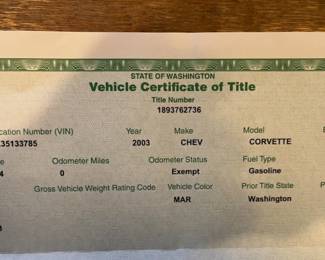 STATE OF WASHINGTON
Vehicle Certificate of Title
Title Number
1893762736
cation Number (VIN) Year Make Model
35133785 2003 CHEV CORVETTE
Odometer Miles Odometer Status Fuel Type
4 0 Exempt Gasoline
Gross Vehicle Weight Rating Code Vehicle Color Prior Title State
MAR Washington